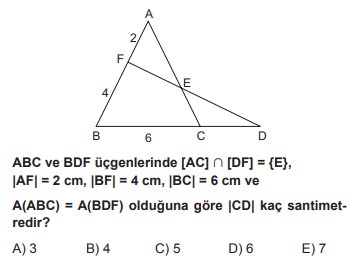 A
2
F
E
4
B
6
C
D
ABC ve BDF üçgenlerinde [AC] ∩ [DF] = {E},
|AF| = 2 cm, |BF| = 4 cm, |BC| = 6 cm ve
A(ABC) = A(BDF) olduğuna göre |CD| kaç santimet-
redir?
A) 3 B) 4 C) 5 D) 6 E) 7